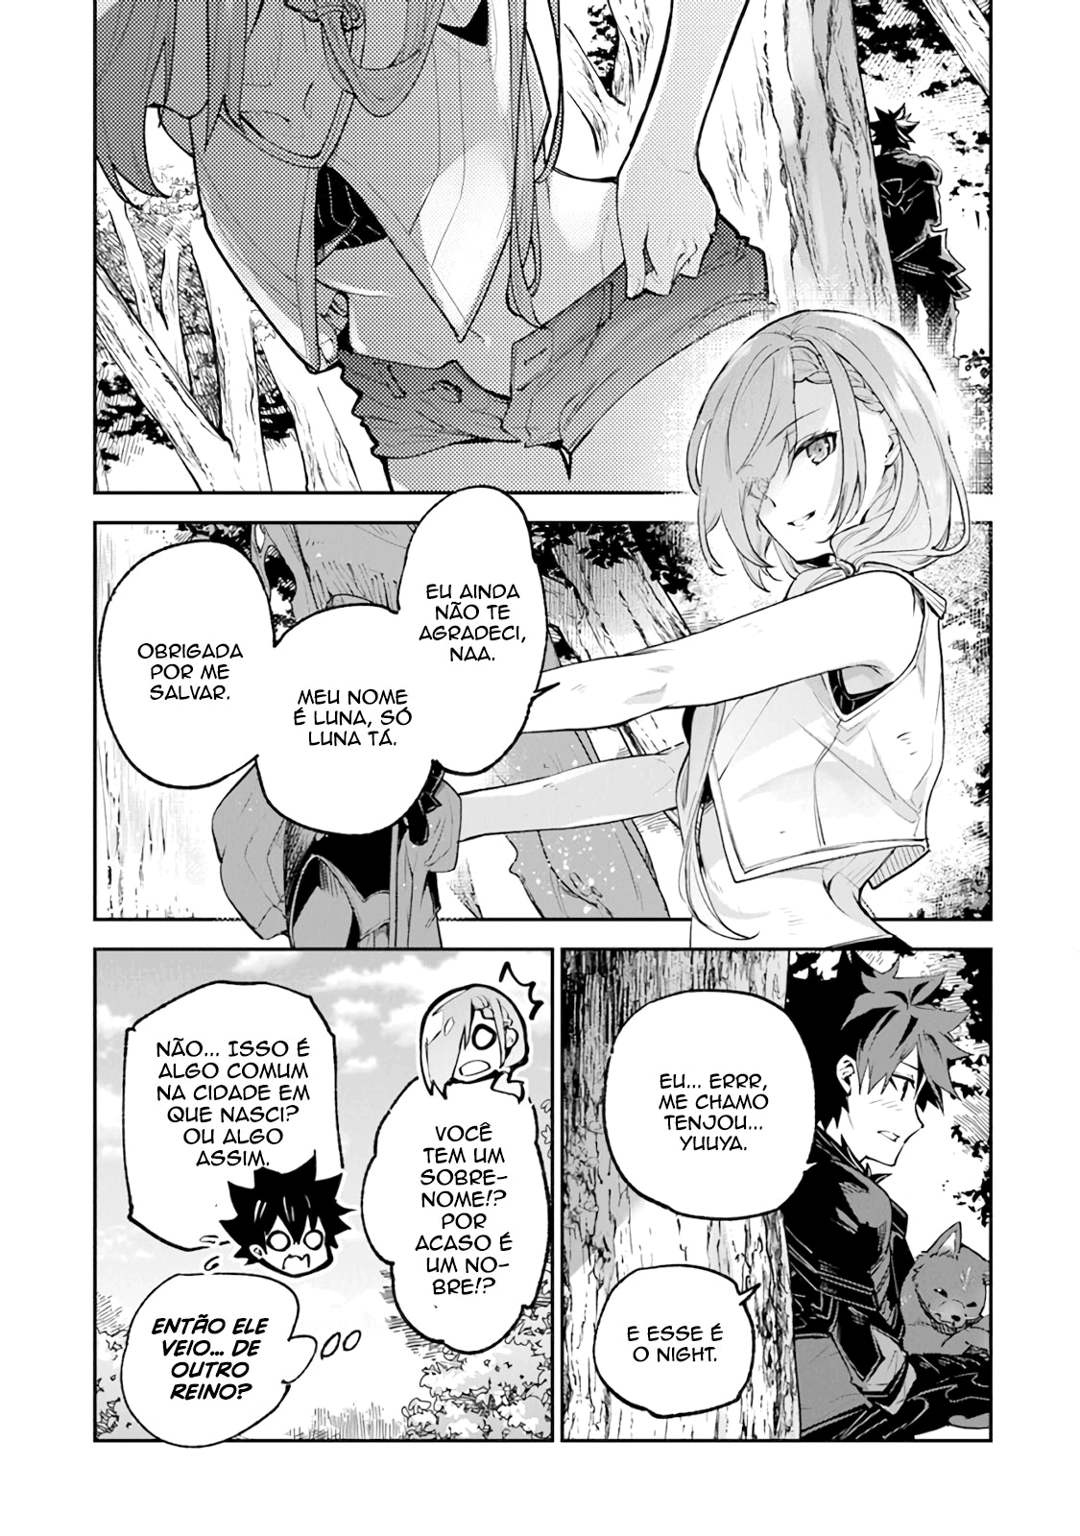 EU AINDA
NÃO TE
AGRADECI,
NAA.
MEU NOME
É LUNA, SÓ
LUNA TÁ.
OBRIGADA
POR ME
SALVAR.
EU... ERRR,
ME CHAMO
TENJOU...
YUUYA.
E ESSE É
O NIGHT.
VOCÊ
TEM UM
SOBRE-
NOME!?
POR
ACASO É
UM NO-
BRE!?
NÃO... ISSO É
ALGO COMUM
NA CIDADE EM
QUE NASCI?
OU ALGO
ASSIM.
ENTÃO ELE
VEIO... DE
OUTRO
REINO?